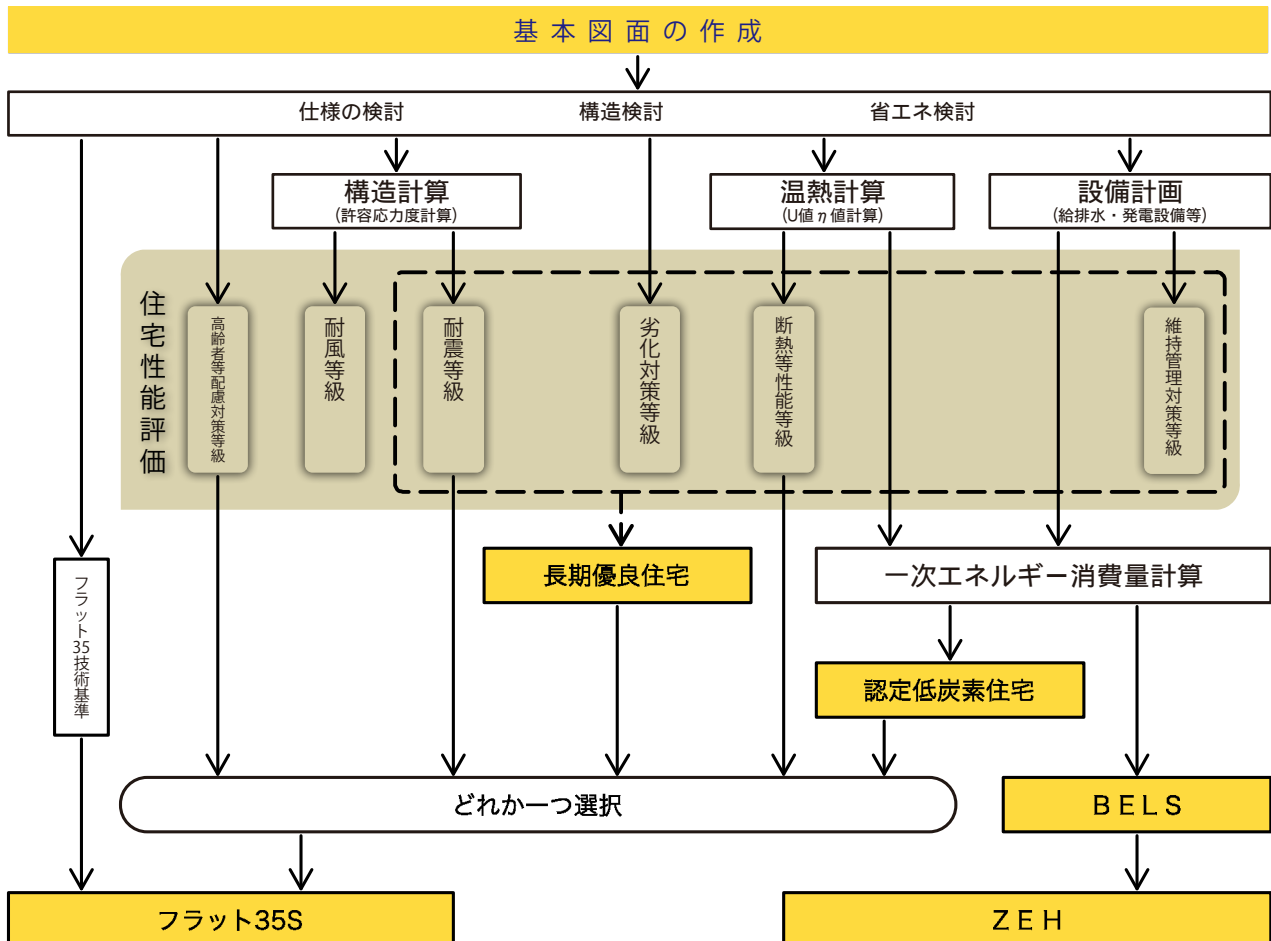 基本図面の作成
仕様の検討
構造検討
省エネ検討
構造計算
(許容応力度計算)
温熱計算
(U値η値計算)
設備計画
(給排水・発電設備等)
住宅性能評価
高齢者等配慮対策等級
耐風等級
耐震等級
劣化対策等級
断熱等性能等級
維持管理対策等級
フラット35技術基準
長期優良住宅
一次エネルギー消費量計算
認定低炭素住宅
どれか一つ選択
BELS
フラット35S
ZEH